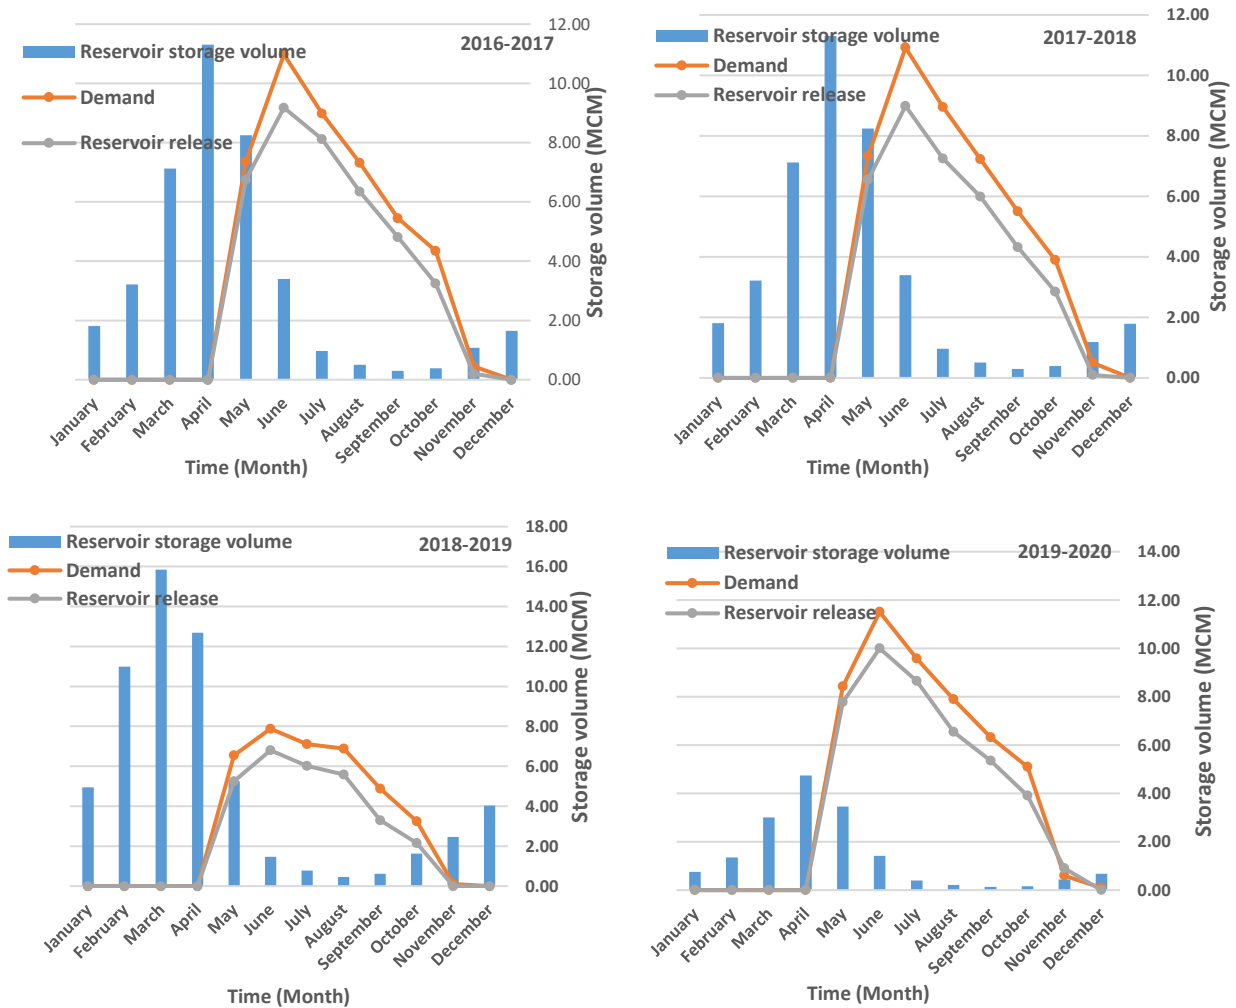 2016-2017
Reservoir storage volume
Demand
Reservoir release
12.00
10.00
8.00
6.00
4.00
2.00
0.00
Storage volume (MCM)
January
February
March
April
May
June
July
August
September
October
November
December
Time (Month)
2017-2018
Reservoir storage volume
Demand
Reservoir release
12.00
10.00
8.00
6.00
4.00
2.00
0.00
Storage volume (MCM)
January
February
March
April
May
June
July
August
September
October
November
December
Time (Month)
2018-2019
Reservoir storage volume
Demand
Reservoir release
18.00
16.00
14.00
12.00
10.00
8.00
6.00
4.00
2.00
0.00
Storage volume (MCM)
January
February
March
April
May
June
July
August
September
October
November
December
Time (Month)
2019-2020
Reservoir storage volume
Demand
Reservoir release
14.00
12.00
10.00
8.00
6.00
4.00
2.00
0.00
Storage volume (MCM)
January
February
March
April
May
June
July
August
September
October
November
December
Time (Month)